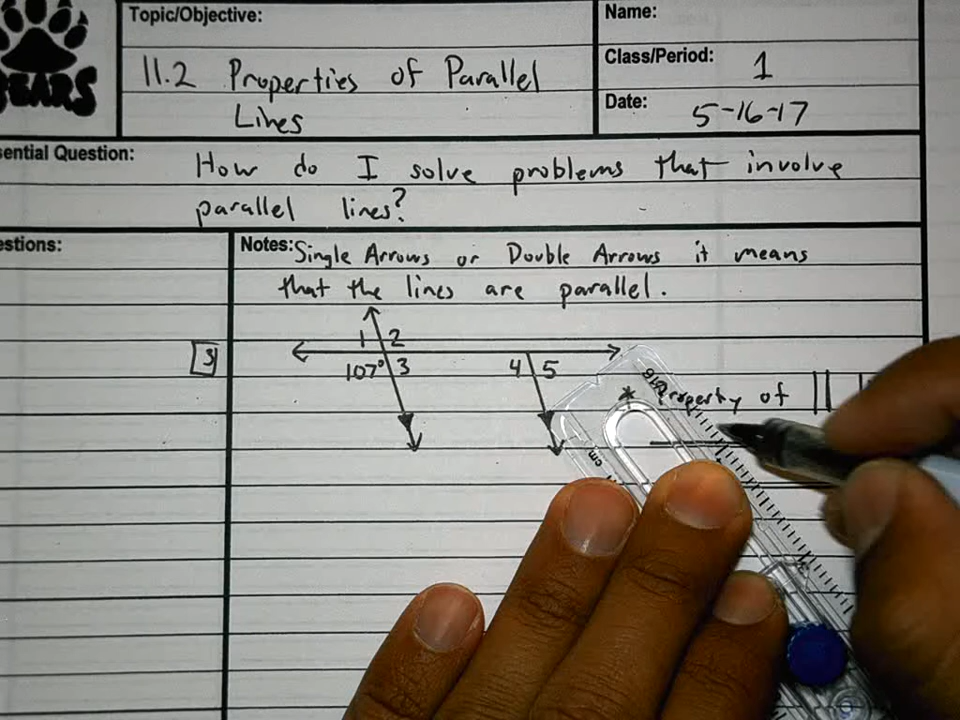 BEARS
Topic/Objective:
11.2 Properties of Parallel
Lines
Name:
Class/Period: 1
Date: 5-16-17
sential Question:
How do I solve problems that involve
parallel lines?
estions:
Notes: Single Arrows or Double Arrows it means
that the lines are parallel.
1 2
107° 3
4 5
* Property of ||
cm